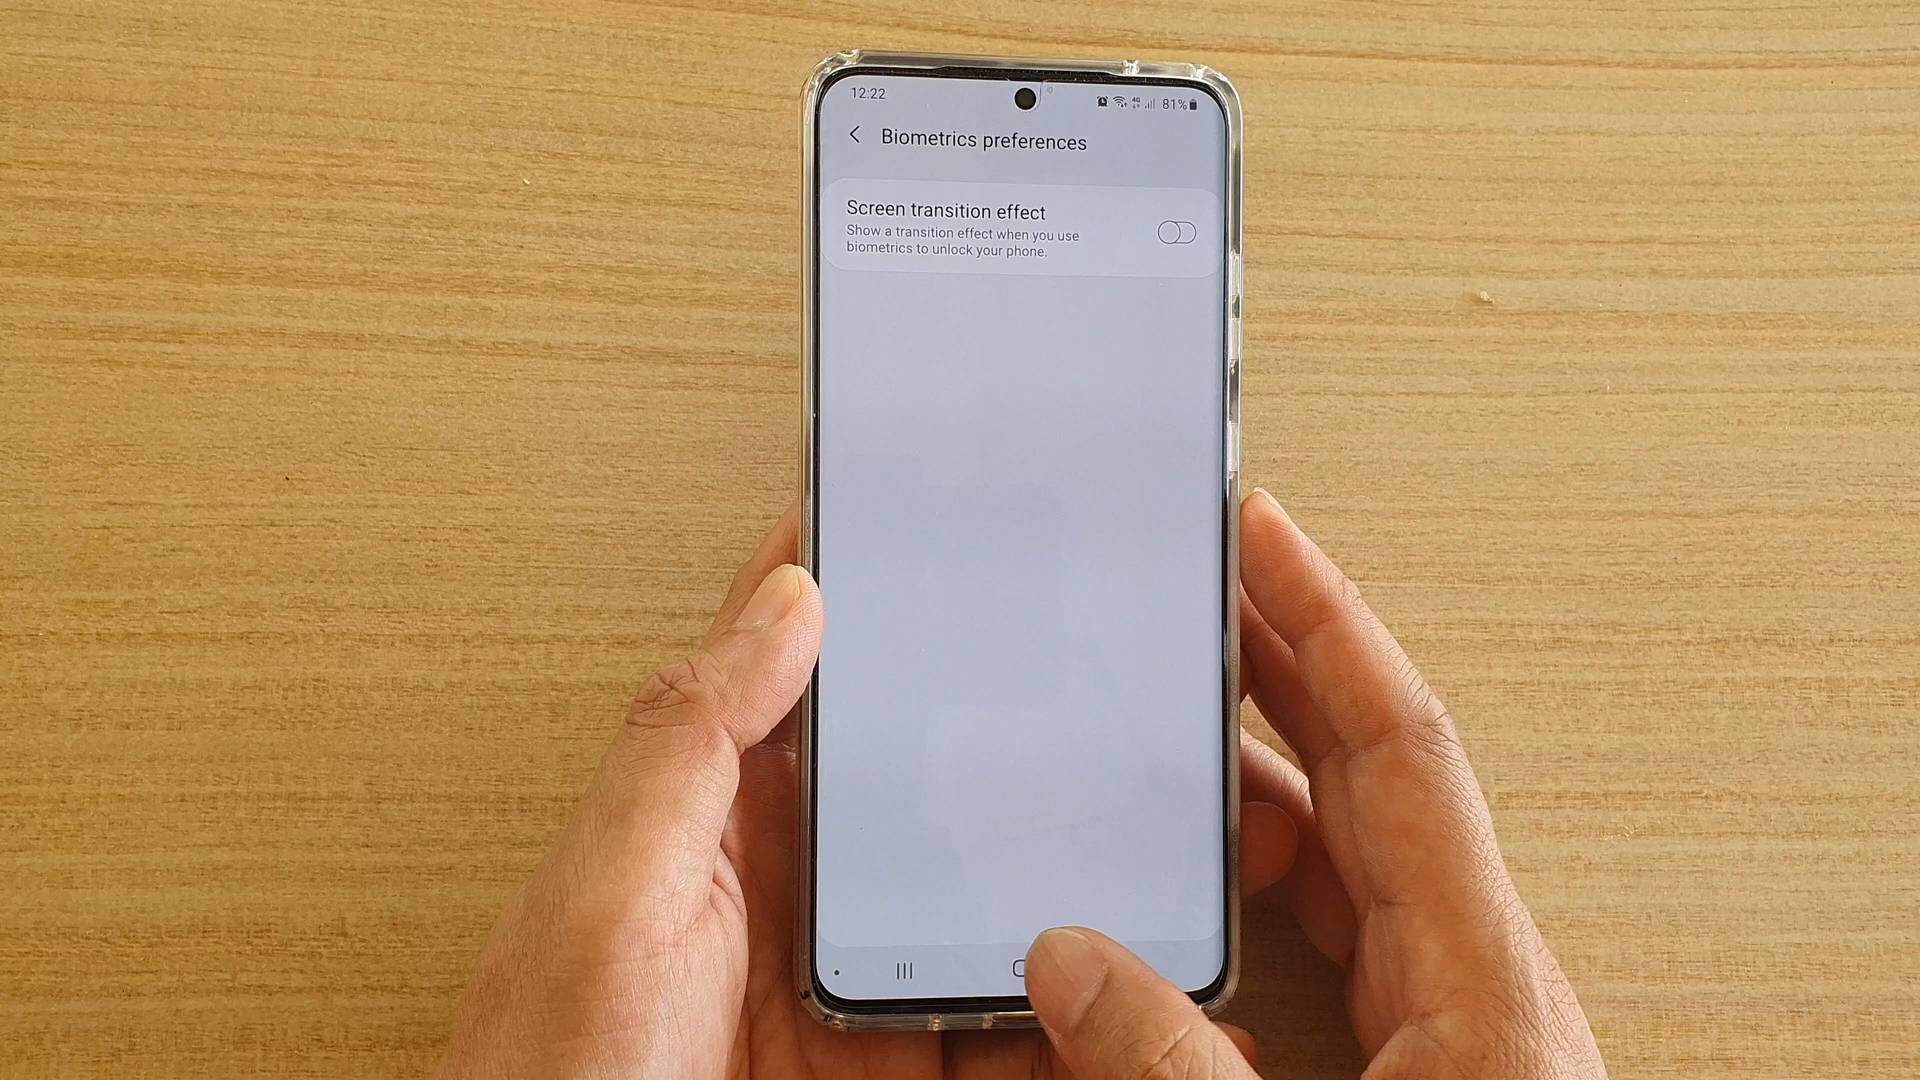 12:22
4G 81%
Biometrics preferences
Screen transition effect
Show a transition effect when you use
biometrics to unlock your phone.